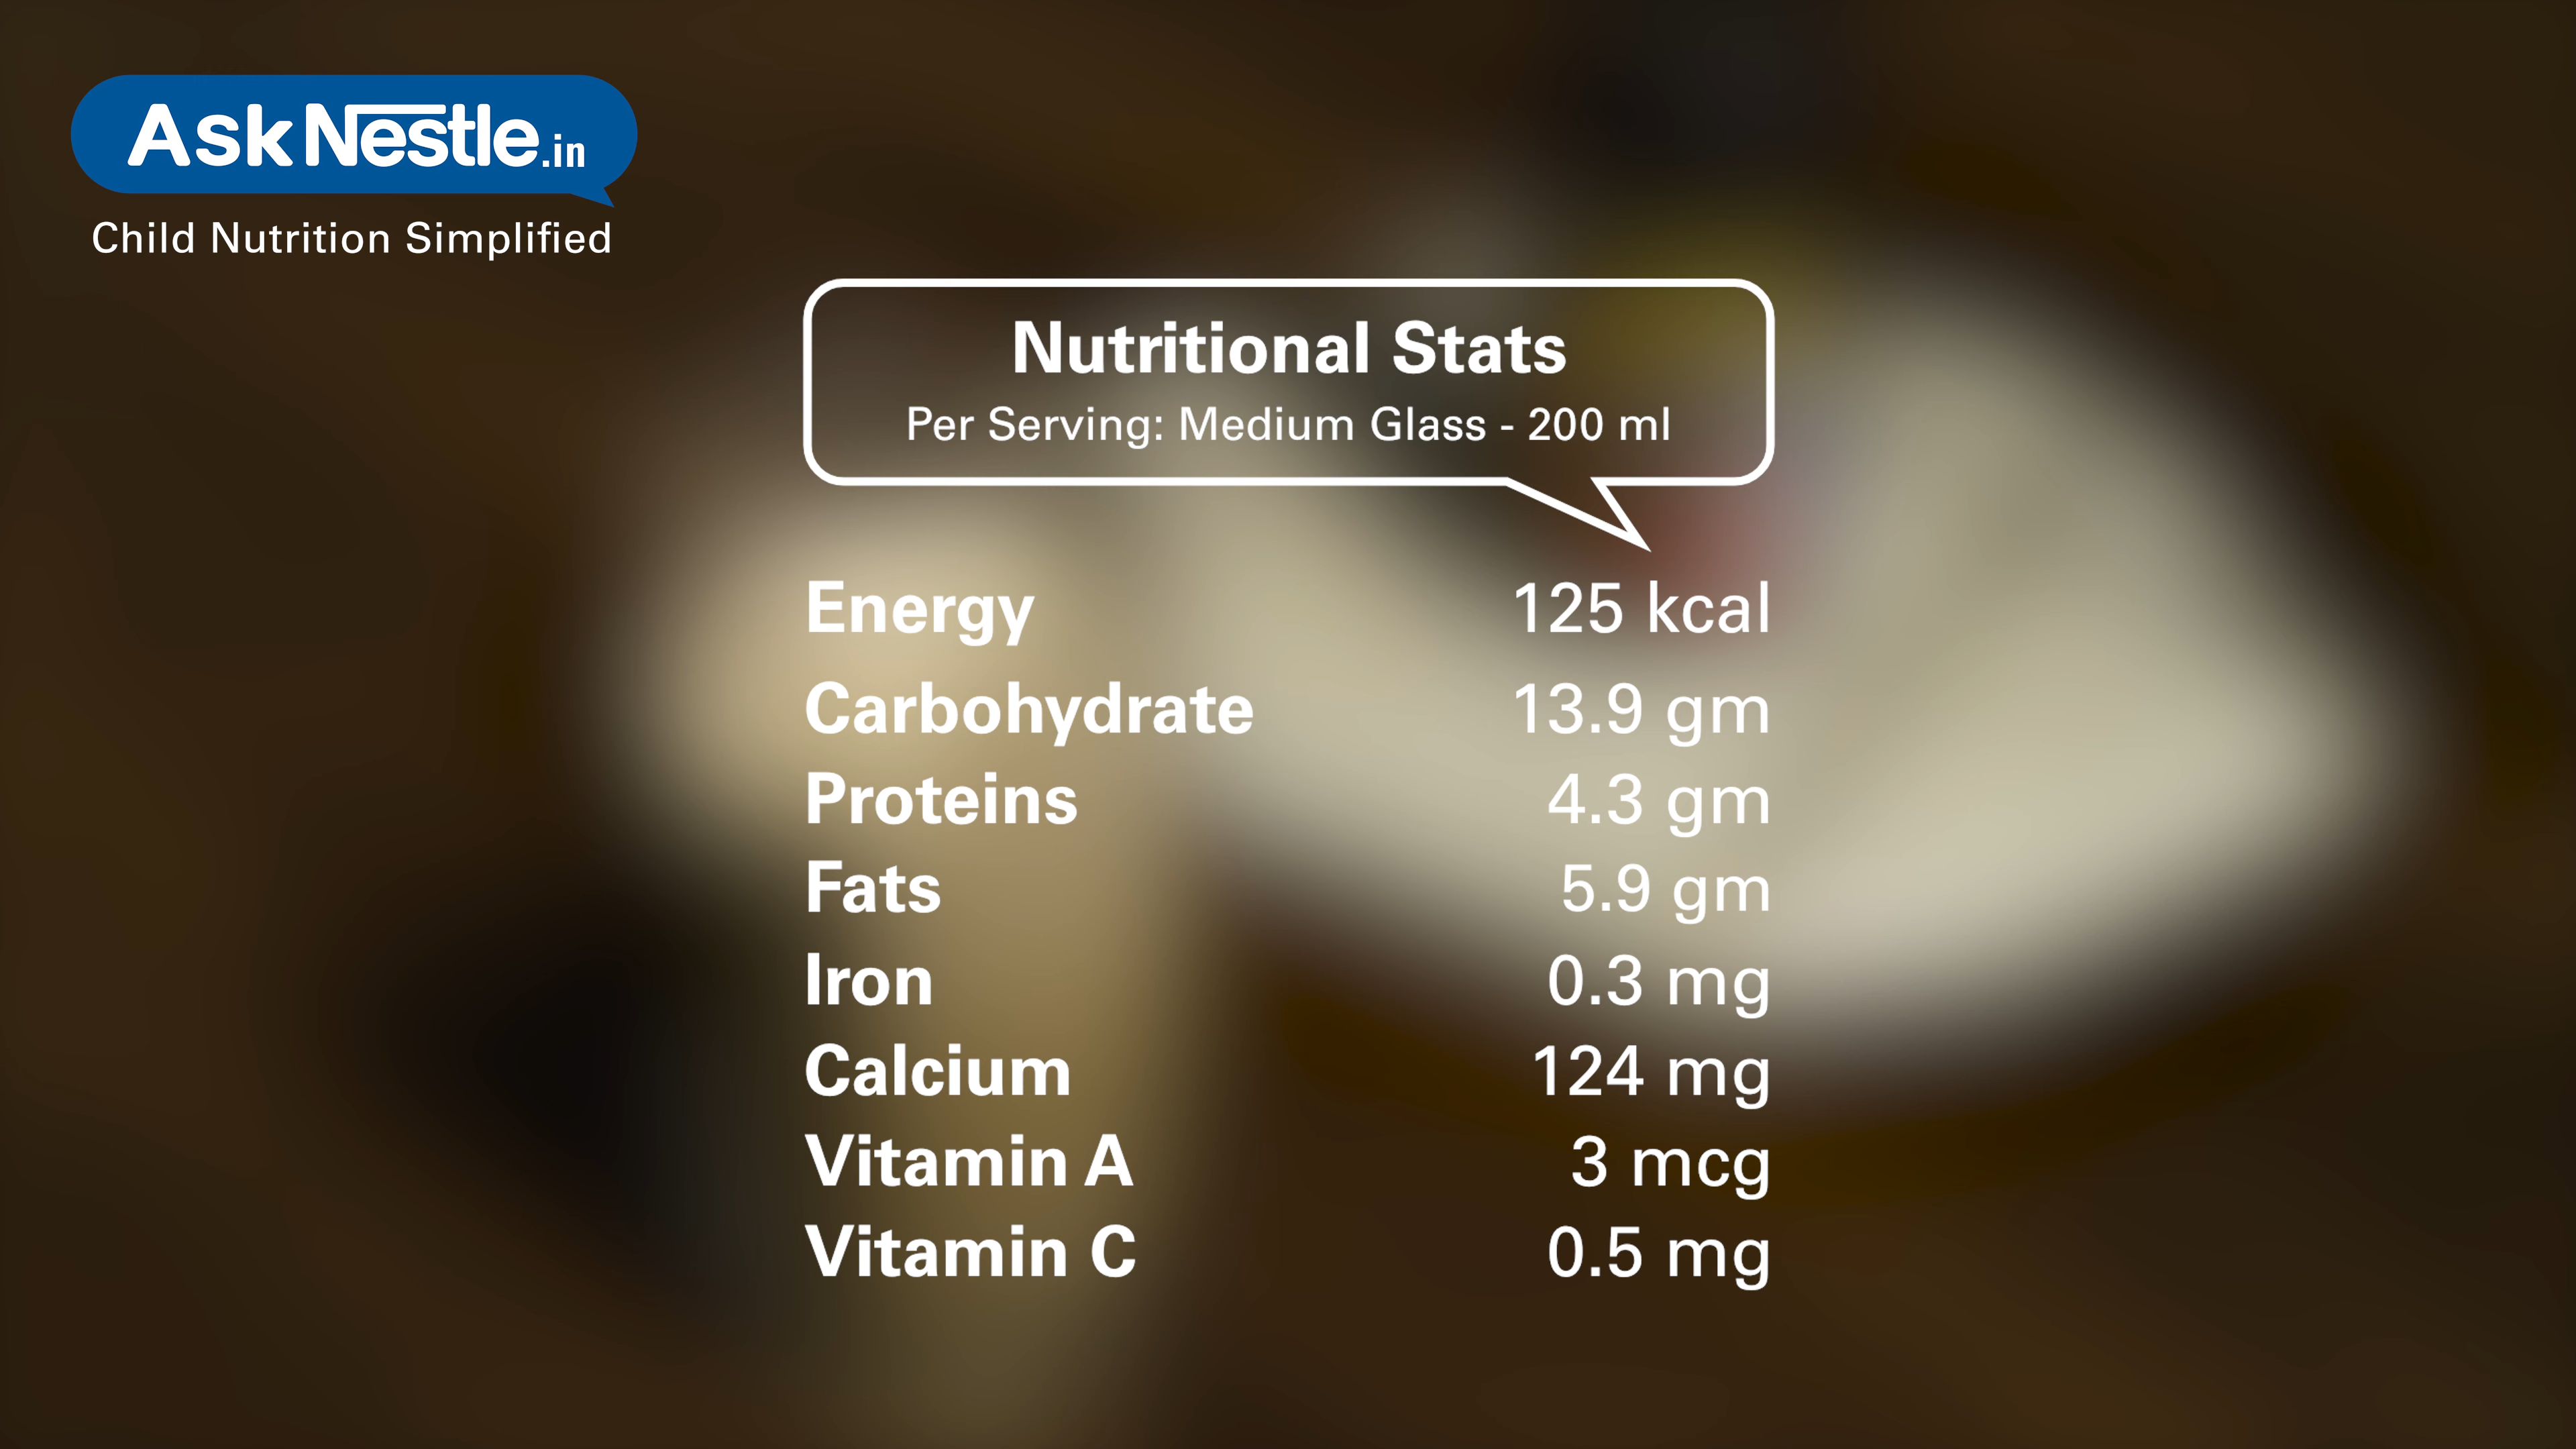 AskNestle.in
Child Nutrition Simplified
Nutritional Stats
Per Serving: Medium Glass - 200 ml
Energy 125 kcal
Carbohydrate 13.9 gm
Proteins 4.3 gm
Fats 5.9 gm
Iron 0.3 mg
Calcium 124 mg
Vitamin A 3 mcg
Vitamin C 0.5 mg